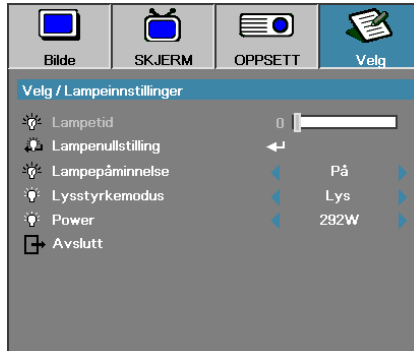 Bilde SKJERM OPPSETT Velg
Velg / Lampeinnstillinger
Lampetid 0
Lampenullstilling
Lampepåminnelse På
Lysstyrkemodus Lys
Power 292W
Avslutt